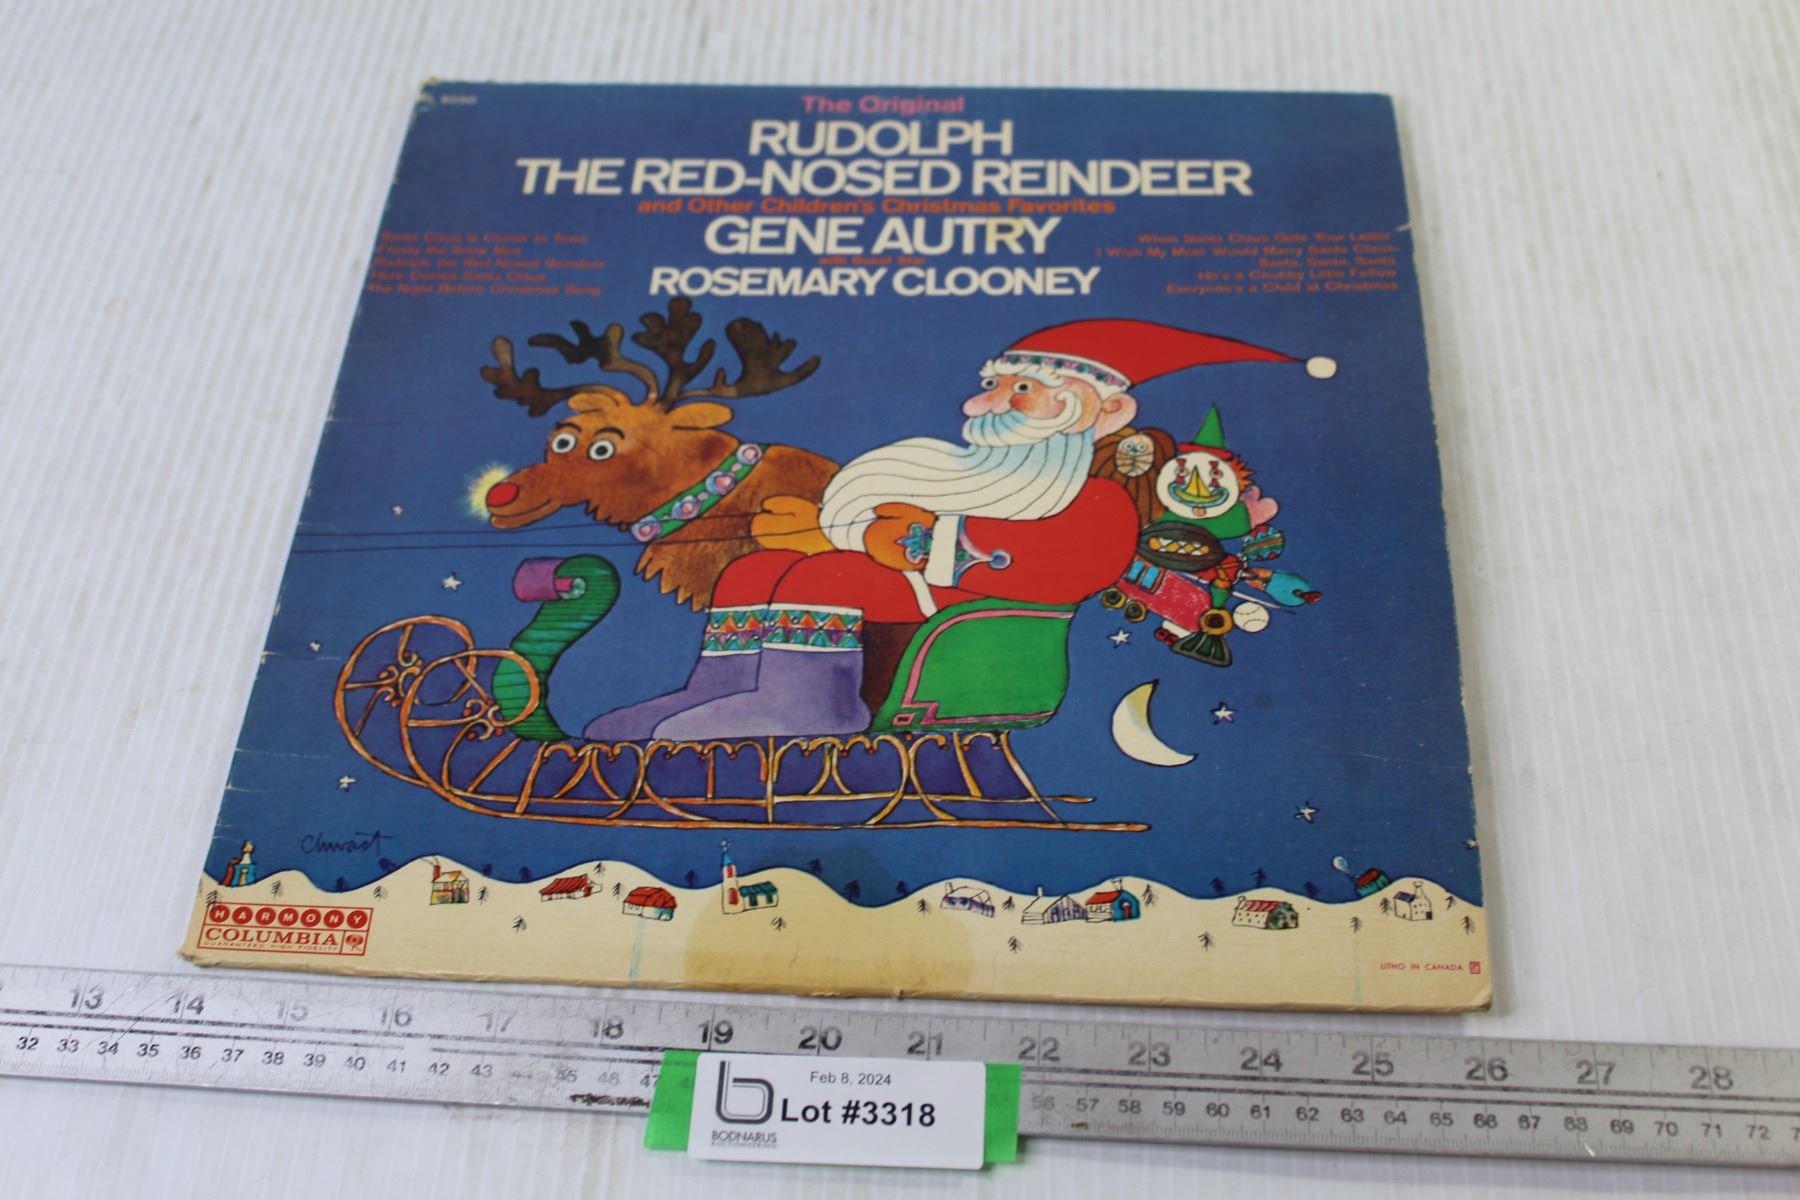 The Original
RUDOLPH
THE RED-NOSED REINDEER
and Other Children's Christmas Favorites
GENE AUTRY
with Guest Star
ROSEMARY CLOONEY
Santa Claus Is Comin' to Town
Frosty the Snow Man
Rudolph, the Red-Nosed Reindeer
Here Comes Santa Claus
The Night Before Christmas Song
When Santa Claus Gets Your Letter
I Wish My Mom Would Marry Santa Claus
Santa, Santa, Santa
He's a Chubby Little Fellow
Everyone's a Child at Christmas
Chwast
HARMONY
COLUMBIA
GUARANTEED HIGH FIDELITY
LITHO IN CANADA
13 14 15 16 17 18 19 20 21 22 23 24 25 26 27 28
32 33 34 35 36 37 38 39 40 41 42 43 45 46 47 56 57 58 59 60 61 62 63 64 65 66 67 68 69 70 71 72
Feb 8, 2024
Lot #3318
BODNARUS
AUCTIONEERING